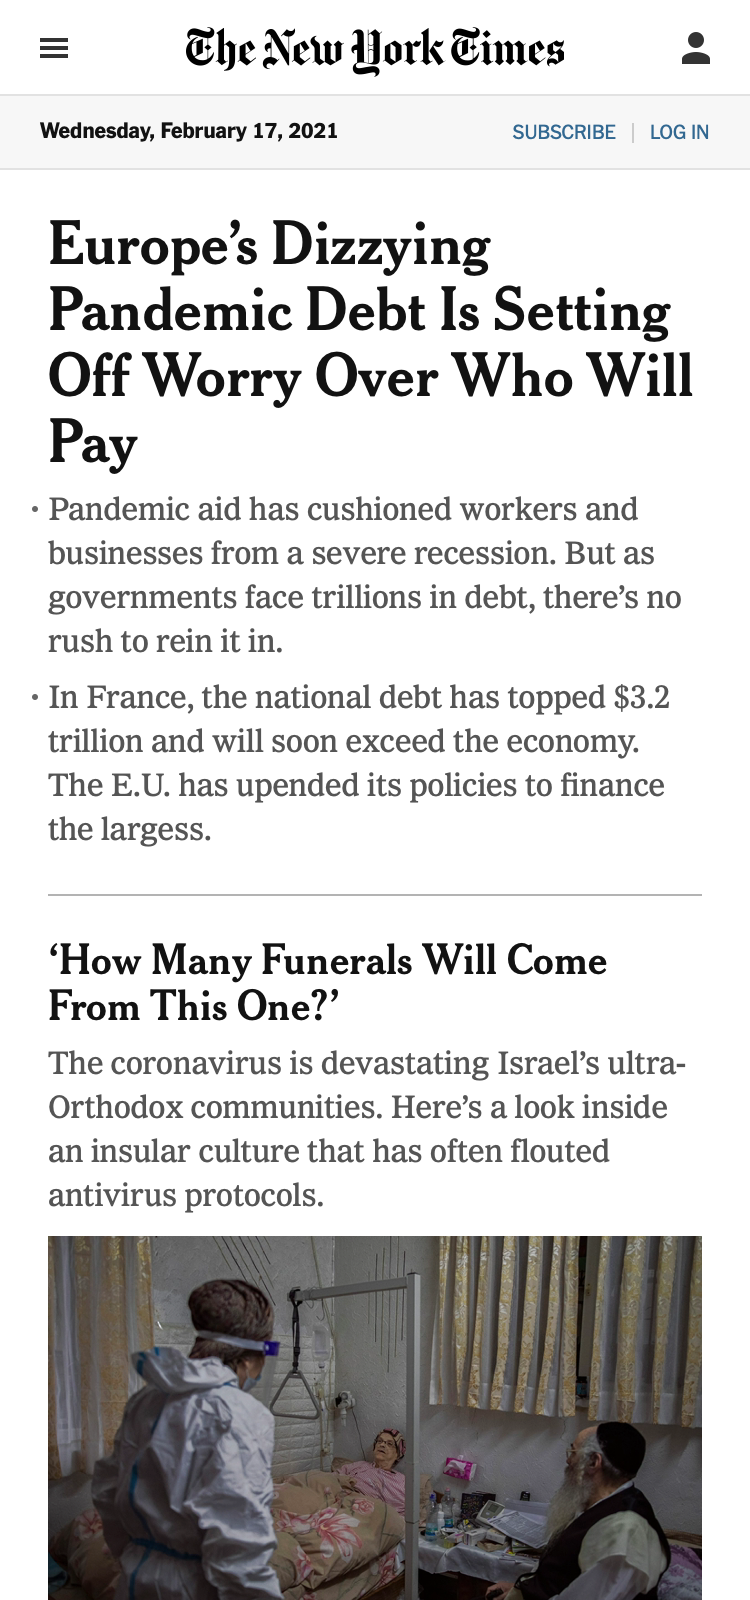 The New York Times
Wednesday, February 17, 2021
SUBSCRIBE | LOG IN
Europe’s Dizzying
Pandemic Debt Is Setting
Off Worry Over Who Will
Pay
• Pandemic aid has cushioned workers and
businesses from a severe recession. But as
governments face trillions in debt, there’s no
rush to rein it in.
• In France, the national debt has topped $3.2
trillion and will soon exceed the economy.
The E.U. has upended its policies to finance
the largess.
‘How Many Funerals Will Come
From This One?’
The coronavirus is devastating Israel’s ultra-
Orthodox communities. Here’s a look inside
an insular culture that has often flouted
antivirus protocols.